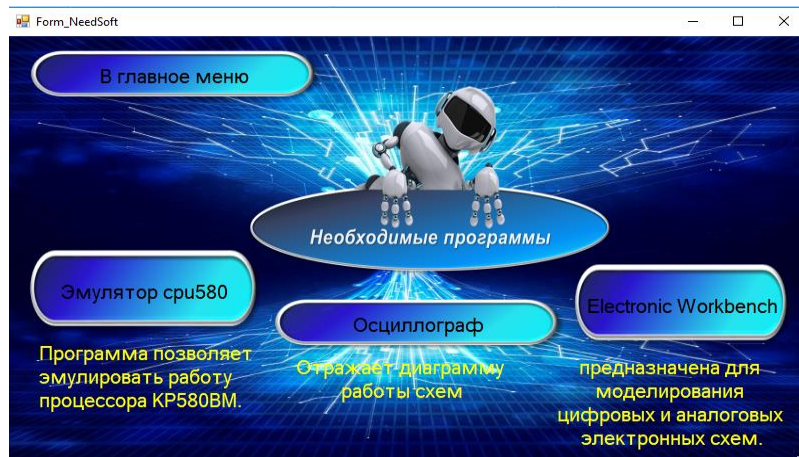 Form_NeedSoft
В главное меню
Необходимые программы
Эмулятор cpu580
Программа позволяет
эмулировать работу
процессора КР580ВМ.
Осциллограф
Отражает диаграмму
работы схем
Electronic Workbench
предназначена для
моделирования
цифровых и аналоговых
электронных схем.